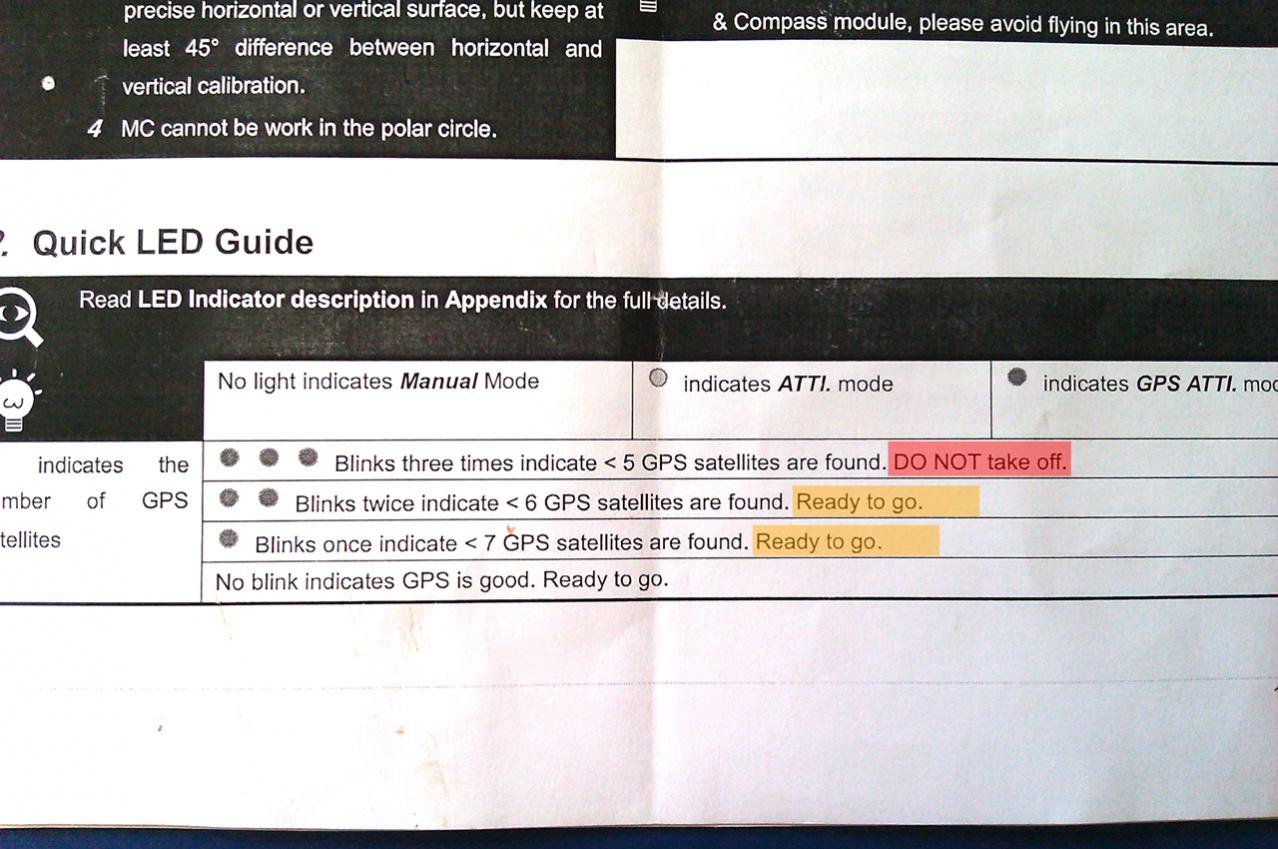 precise horizontal or vertical surface, but keep at
least 45° difference between horizontal and
vertical calibration.
4 MC cannot be work in the polar circle.
& Compass module, please avoid flying in this area.
Quick LED Guide
Read LED Indicator description in Appendix for the full details.
No light indicates Manual Mode
indicates ATTI. mode
indicates GPS ATTI. mod
indicates the
mber of GPS
tellites
Blinks three times indicate < 5 GPS satellites are found. DO NOT take off.
Blinks twice indicate < 6 GPS satellites are found. Ready to go.
Blinks once indicate < 7 GPS satellites are found. Ready to go.
No blink indicates GPS is good. Ready to go.